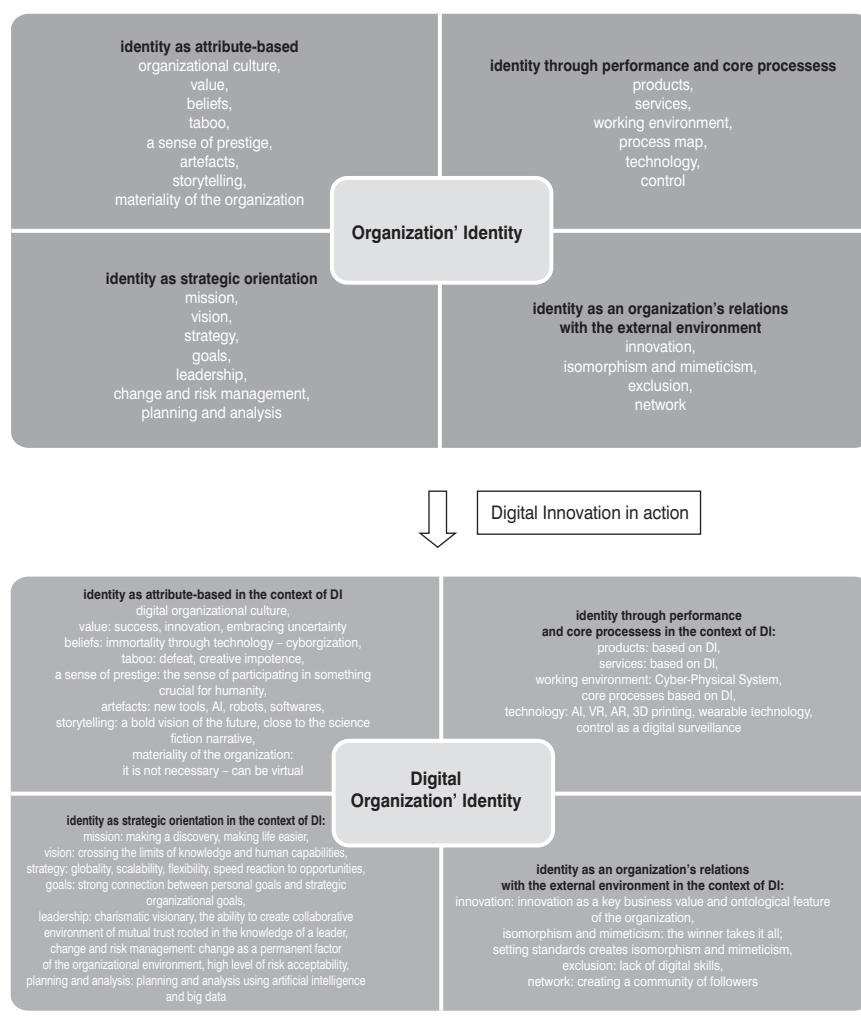 identity as attribute-based
organizational culture,
value,
beliefs,
taboo,
a sense of prestige,
artefacts,
storytelling,
materiality of the organization
identity through performance and core processess
products,
services,
working environment,
process map,
technology,
control
Organization' Identity
identity as strategic orientation
mission,
vision,
strategy,
goals,
leadership,
change and risk management,
planning and analysis
identity as an organization's relations
with the external environment
innovation,
isomorphism and mimeticism,
exclusion,
network
Digital Innovation in action
identity as attribute-based in the context of DI
digital organizational culture,
value: success, innovation, embracing uncertainty
beliefs: immortality through technology – cyborgization,
taboo: defeat, creative impotence,
a sense of prestige: the sense of participating in something
crucial for humanity,
artefacts: new tools, AI, robots, softwares,
storytelling: a bold vision of the future, close to the science
fiction narrative,
materiality of the organization:
it is not necessary – can be virtual
identity through performance
and core processess in the context of DI:
products: based on DI,
services: based on DI,
working environment: Cyber-Physical System,
core processes based on DI,
technology: AI, VR, AR, 3D printing, wearable technology,
control as a digital surveillance
Digital
Organization' Identity
identity as strategic orientation in the context of DI:
mission: making a discovery, making life easier,
vision: crossing the limits of knowledge and human capabilities,
strategy: globality, scalability, flexibility, speed reaction to opportunities,
goals: strong connection between personal goals and strategic
organizational goals,
leadership: charismatic visionary, the ability to create collaborative
environment of mutual trust rooted in the knowledge of a leader,
change and risk management: change as a permanent factor
of the organizational environment, high level of risk acceptability,
planning and analysis: planning and analysis using artificial intelligence
and big data
identity as an organization's relations
with the external environment in the context of DI:
innovation: innovation as a key business value and ontological feature
of the organization,
isomorphism and mimeticism: the winner takes it all;
setting standards creates isomorphism and mimeticism,
exclusion: lack of digital skills,
network: creating a community of followers